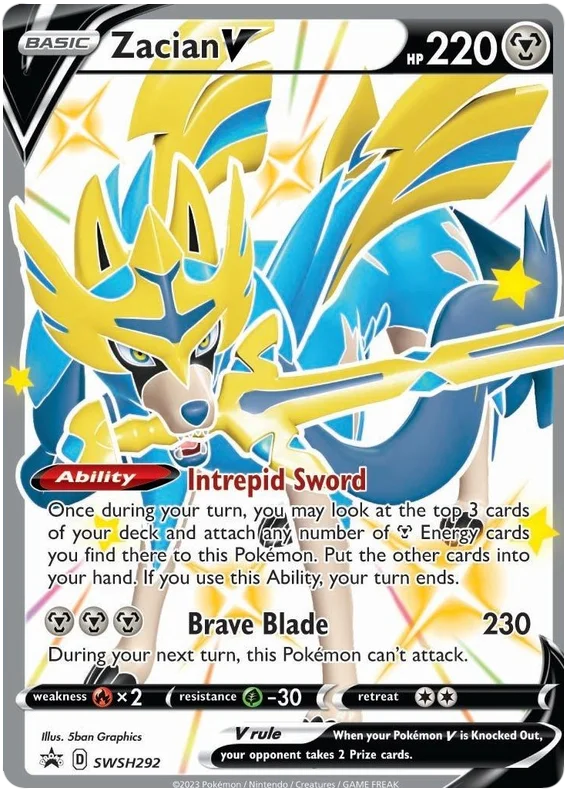 BASIC Zacian V HP 220
Ability Intrepid Sword
Once during your turn, you may look at the top 3 cards
of your deck and attach any number of Energy cards
you find there to this Pokémon. Put the other cards into
your hand. If you use this Ability, your turn ends.
Brave Blade 230
During your next turn, this Pokémon can't attack.
weakness ×2 resistance -30 retreat
Illus. 5ban Graphics
V rule When your Pokémon V is Knocked Out,
your opponent takes 2 Prize cards.
D SWSH292
©2023 Pokémon / Nintendo / Creatures / GAME FREAK